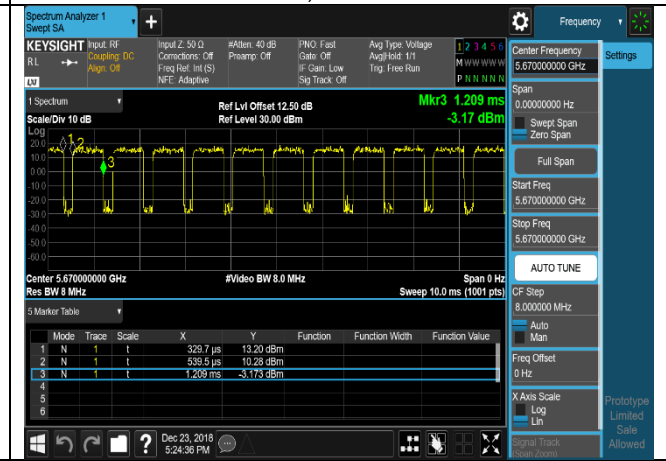 Spectrum Analyzer 1
Swept SA
+
Frequency
KEYSIGHT Input: RF Input Z: 50 Ω #Atten: 40 dB PNO: Fast Avg Type: Voltage 1 2 3 4 5 6
RL Coupling: DC Corrections: Off Preamp: Off Gate: Off Avg|Hold: 1/1 M W W W W W
Align: Off Freq Ref: Int (S) IF Gain: Low Trig: Free Run
LXI NFE: Adaptive Sig Track: Off P N N N N N
1 Spectrum
Scale/Div 10 dB
Ref Lvl Offset 12.50 dB
Ref Level 30.00 dBm
Mkr3 1.209 ms
-3.17 dBm
Log
20.0
10.0
0.00
-10.0
-20.0
-30.0
-40.0
-50.0
-60.0
1
2
3
Center 5.670000000 GHz #Video BW 8.0 MHz Span 0 Hz
Res BW 8 MHz Sweep 10.0 ms (1001 pts)
5 Marker Table
Mode Trace Scale X Y Function Function Width Function Value
1 N 1 t 329.7 µs 13.20 dBm
2 N 1 t 539.5 µs 10.28 dBm
3 N 1 t 1.209 ms -3.173 dBm
4
5
6
?
Dec 23, 2018
5:24:36 PM
Center Frequency
5.670000000 GHz
Settings
Span
0.00000000 Hz
Swept Span
Zero Span
Full Span
Start Freq
5.670000000 GHz
Stop Freq
5.670000000 GHz
AUTO TUNE
CF Step
8.000000 MHz
Auto
Man
Freq Offset
0 Hz
X Axis Scale
Log
Lin
Signal Track
(Span Zoom)
Prototype
Limited
Sale
Allowed